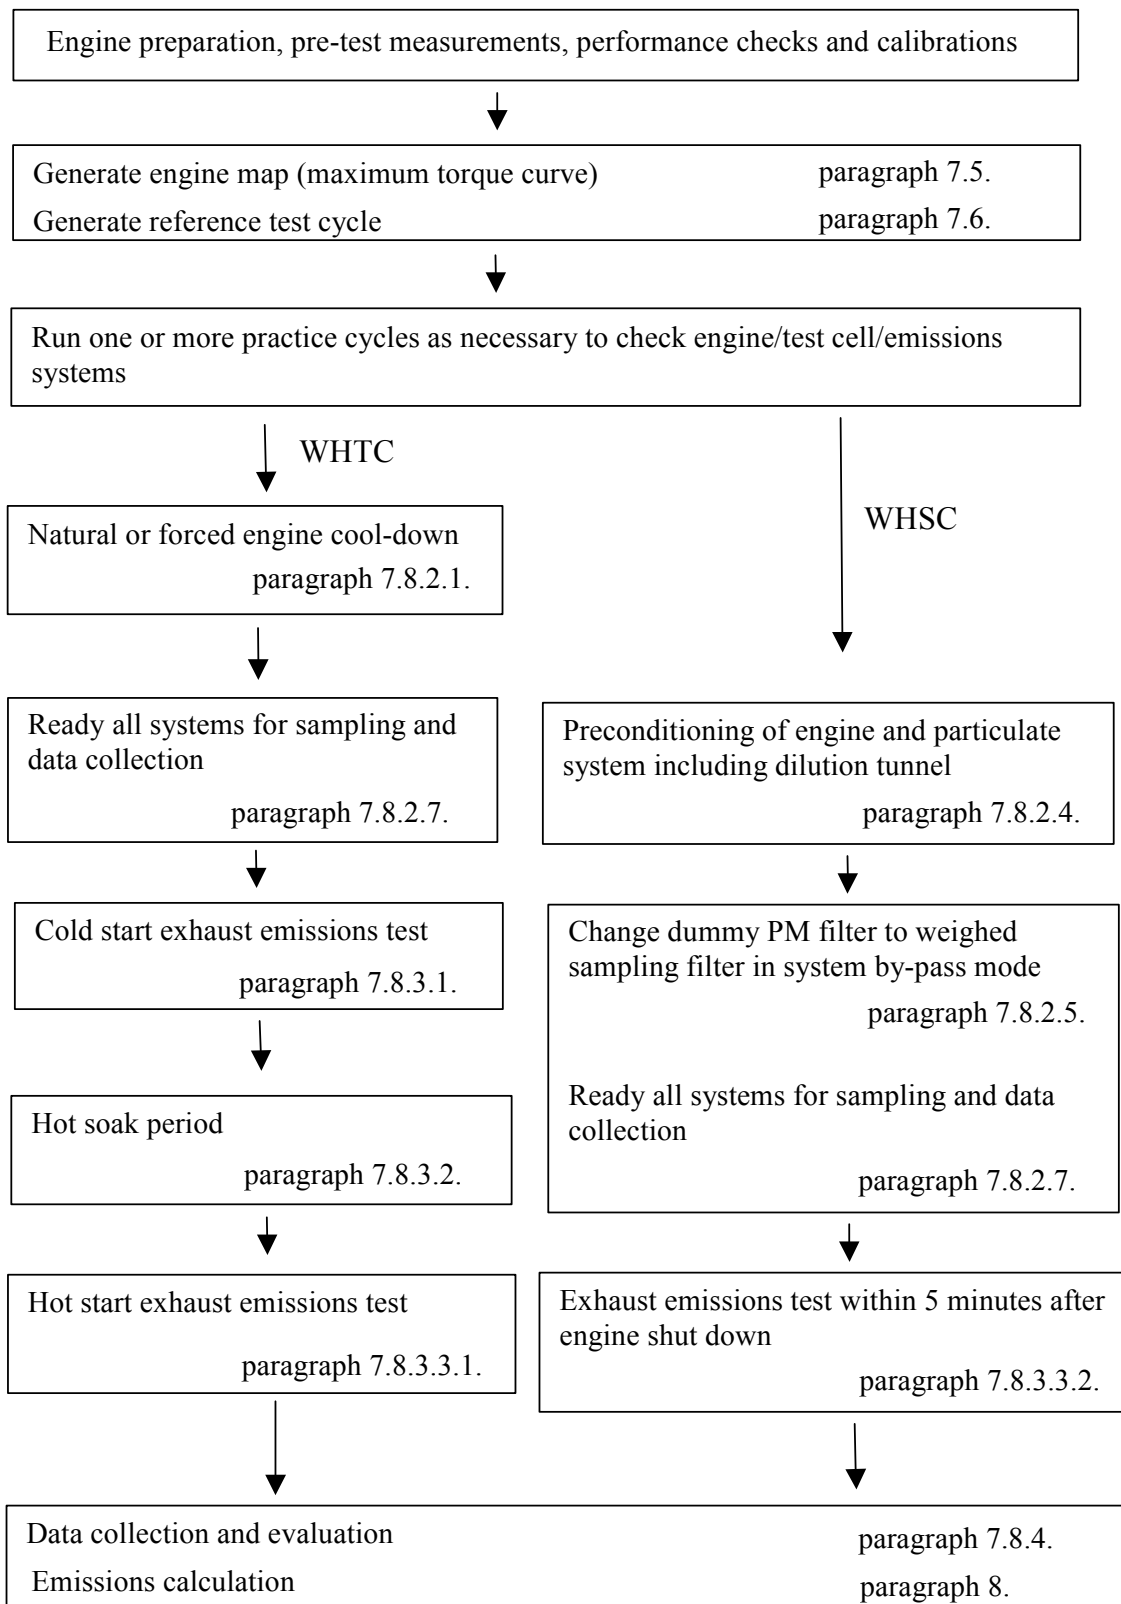 Engine preparation, pre-test measurements, performance checks and calibrations
Generate engine map (maximum torque curve) paragraph 7.5.
Generate reference test cycle paragraph 7.6.
Run one or more practice cycles as necessary to check engine/test cell/emissions
systems
WHTC
Natural or forced engine cool-down
paragraph 7.8.2.1.
Ready all systems for sampling and
data collection
paragraph 7.8.2.7.
Cold start exhaust emissions test
paragraph 7.8.3.1.
Hot soak period
paragraph 7.8.3.2.
Hot start exhaust emissions test
paragraph 7.8.3.3.1.
WHSC
Preconditioning of engine and particulate
system including dilution tunnel
paragraph 7.8.2.4.
Change dummy PM filter to weighed
sampling filter in system by-pass mode
paragraph 7.8.2.5.
Ready all systems for sampling and data
collection
paragraph 7.8.2.7.
Exhaust emissions test within 5 minutes after
engine shut down
paragraph 7.8.3.3.2.
Data collection and evaluation paragraph 7.8.4.
Emissions calculation paragraph 8.